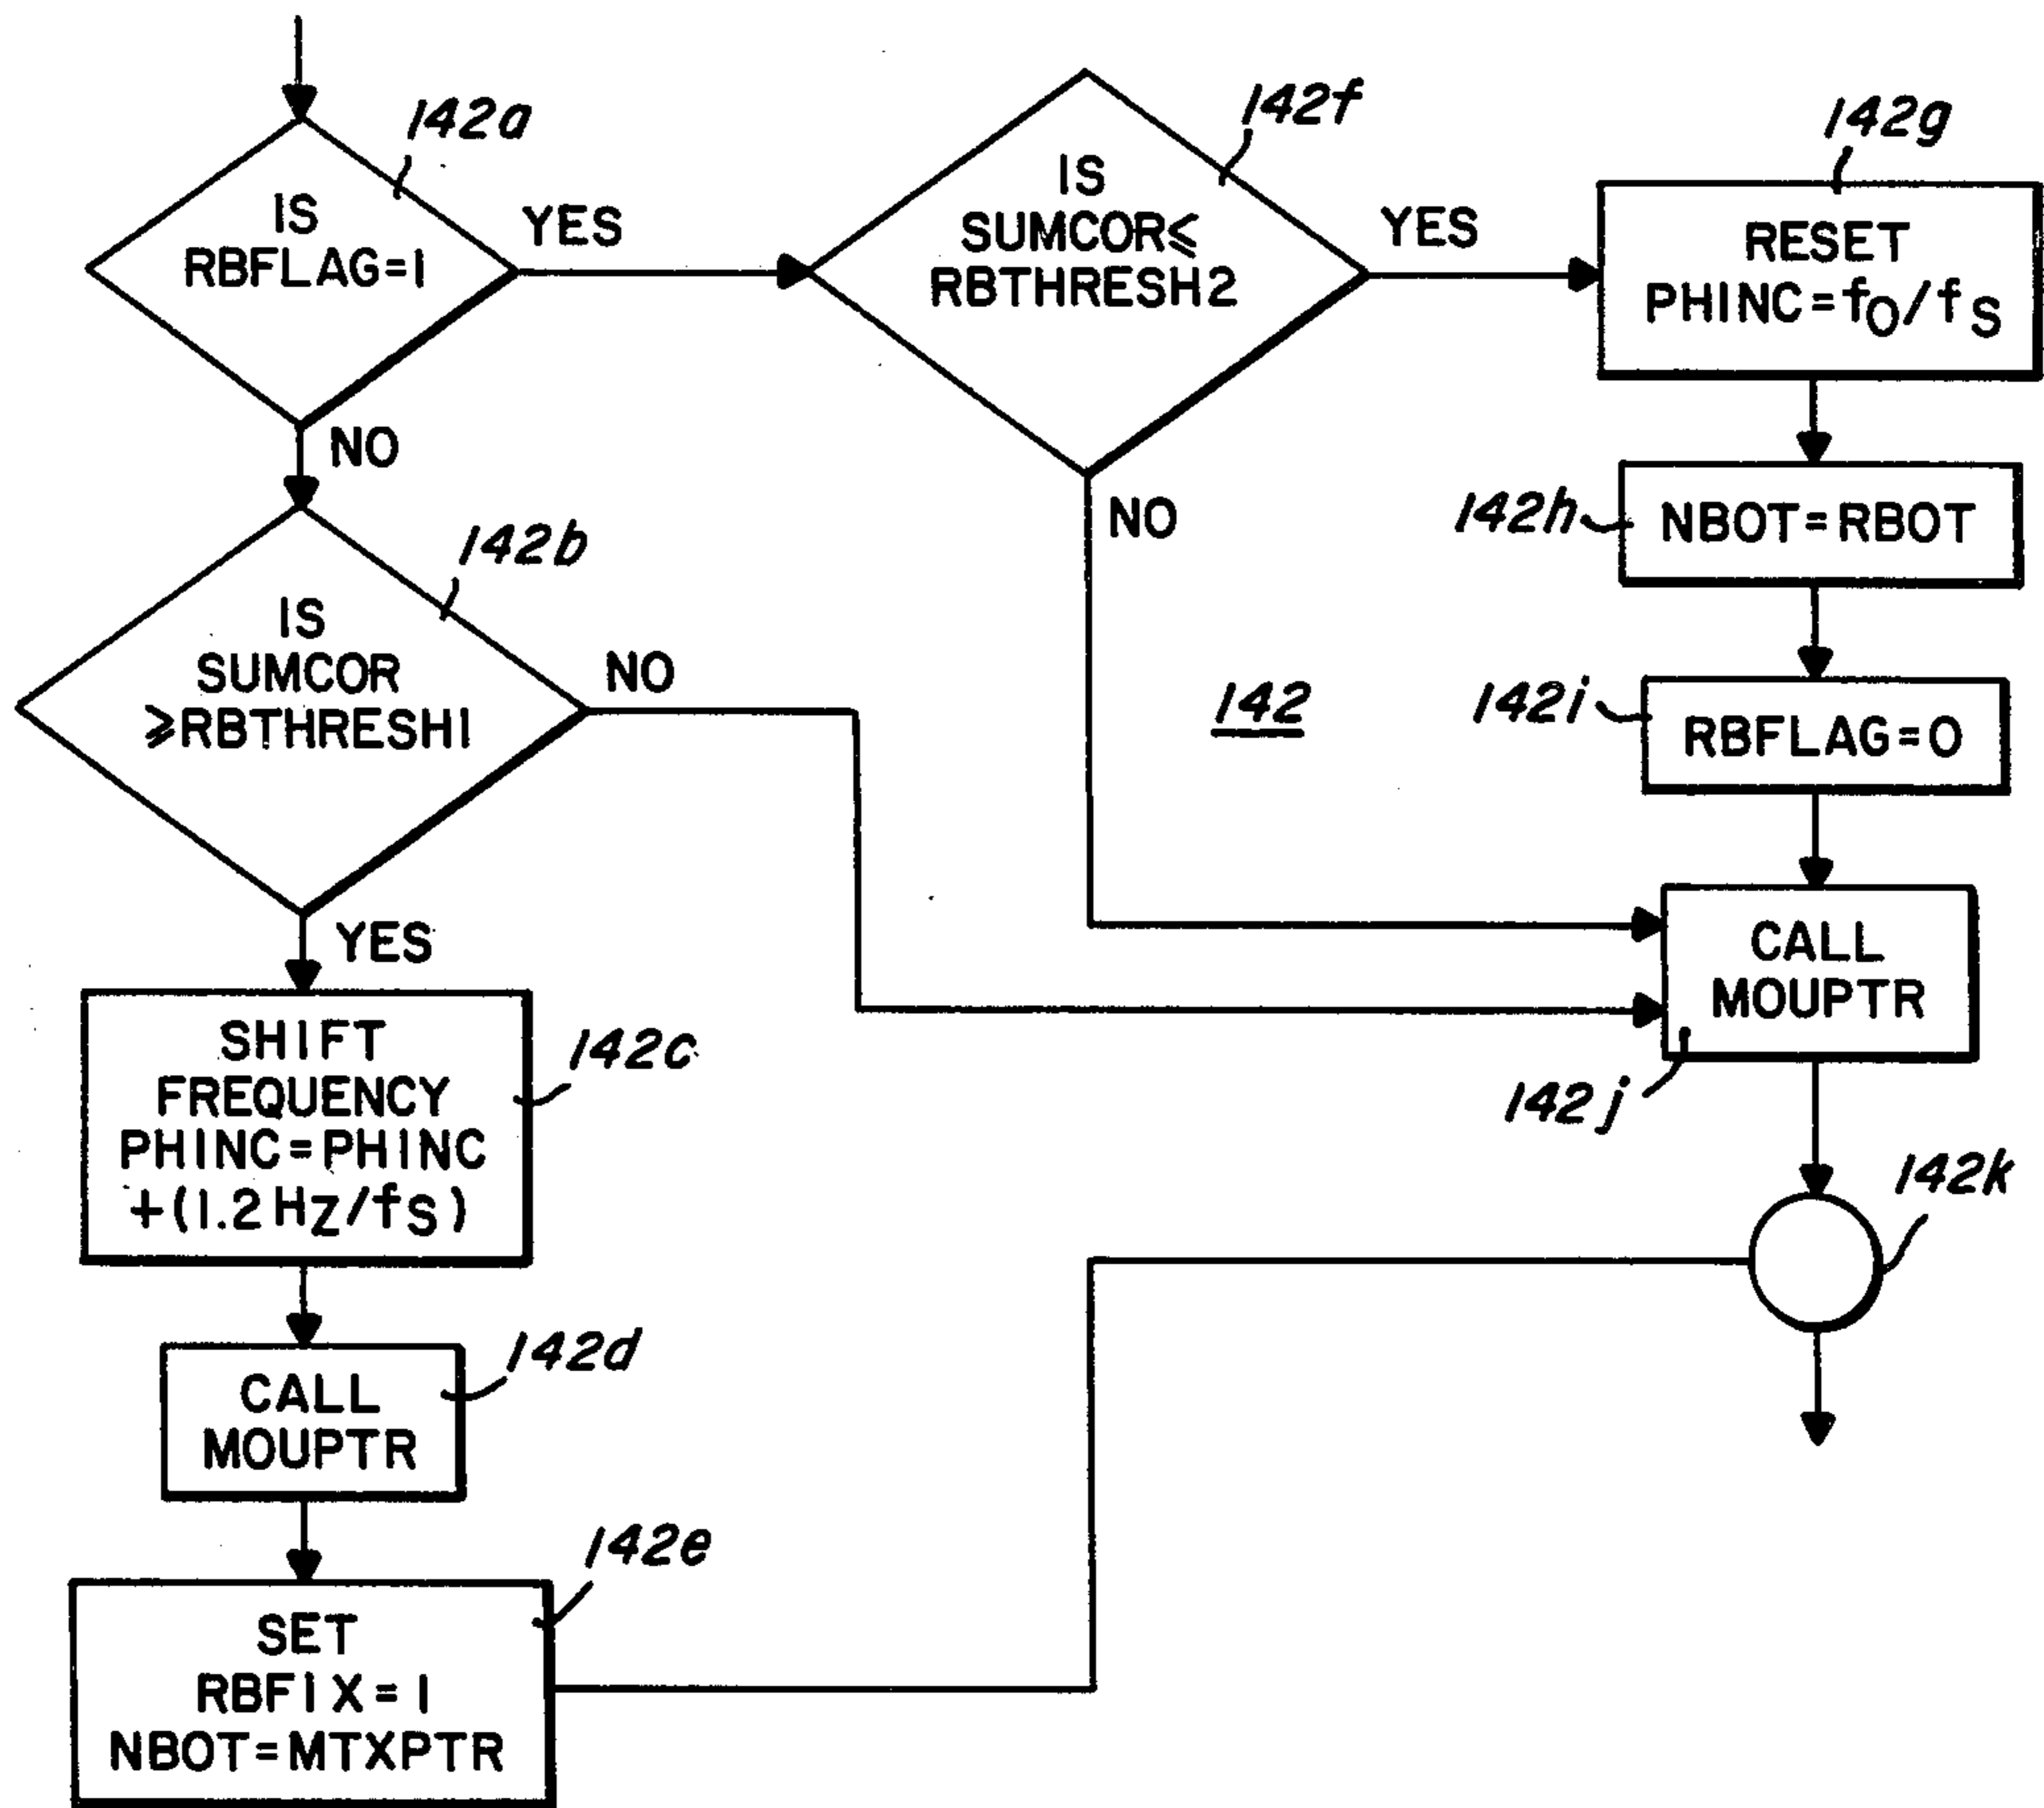 142a
IS
RBFLAG=1
YES
NO
142f
IS
SUMCOR≤
RBTHRESH2
YES
NO
142g
RESET
PHINC=fO/fS
142h
NBOT=RBOT
142i
RBFLAG=0
142b
IS
SUMCOR
≥RBTHRESH1
NO
YES
142
142c
SHIFT
FREQUENCY
PHINC=PHINC
+(1.2HZ/fS)
CALL
MOUPTR
142j
142k
142d
CALL
MOUPTR
142e
SET
RBFIX=1
NBOT=MTXPTR